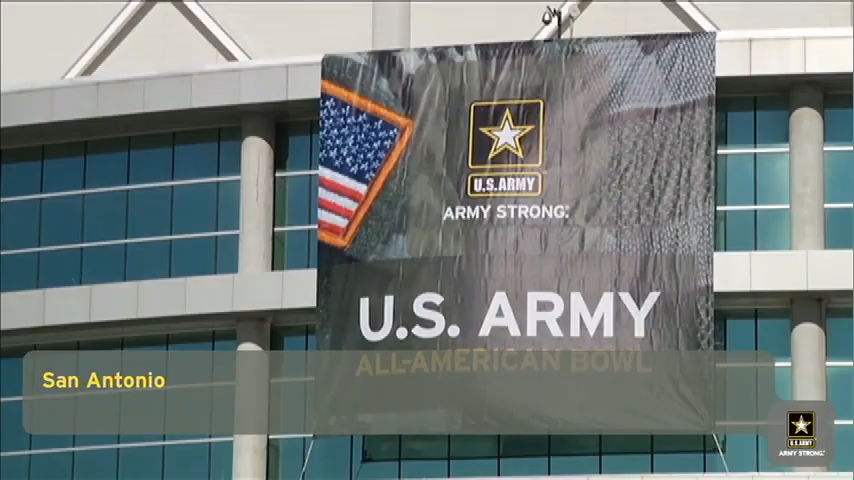 U.S.ARMY
ARMY STRONG.
U.S. ARMY
ALL-AMERICAN BOWL
San Antonio
U.S.ARMY
ARMY STRONG.